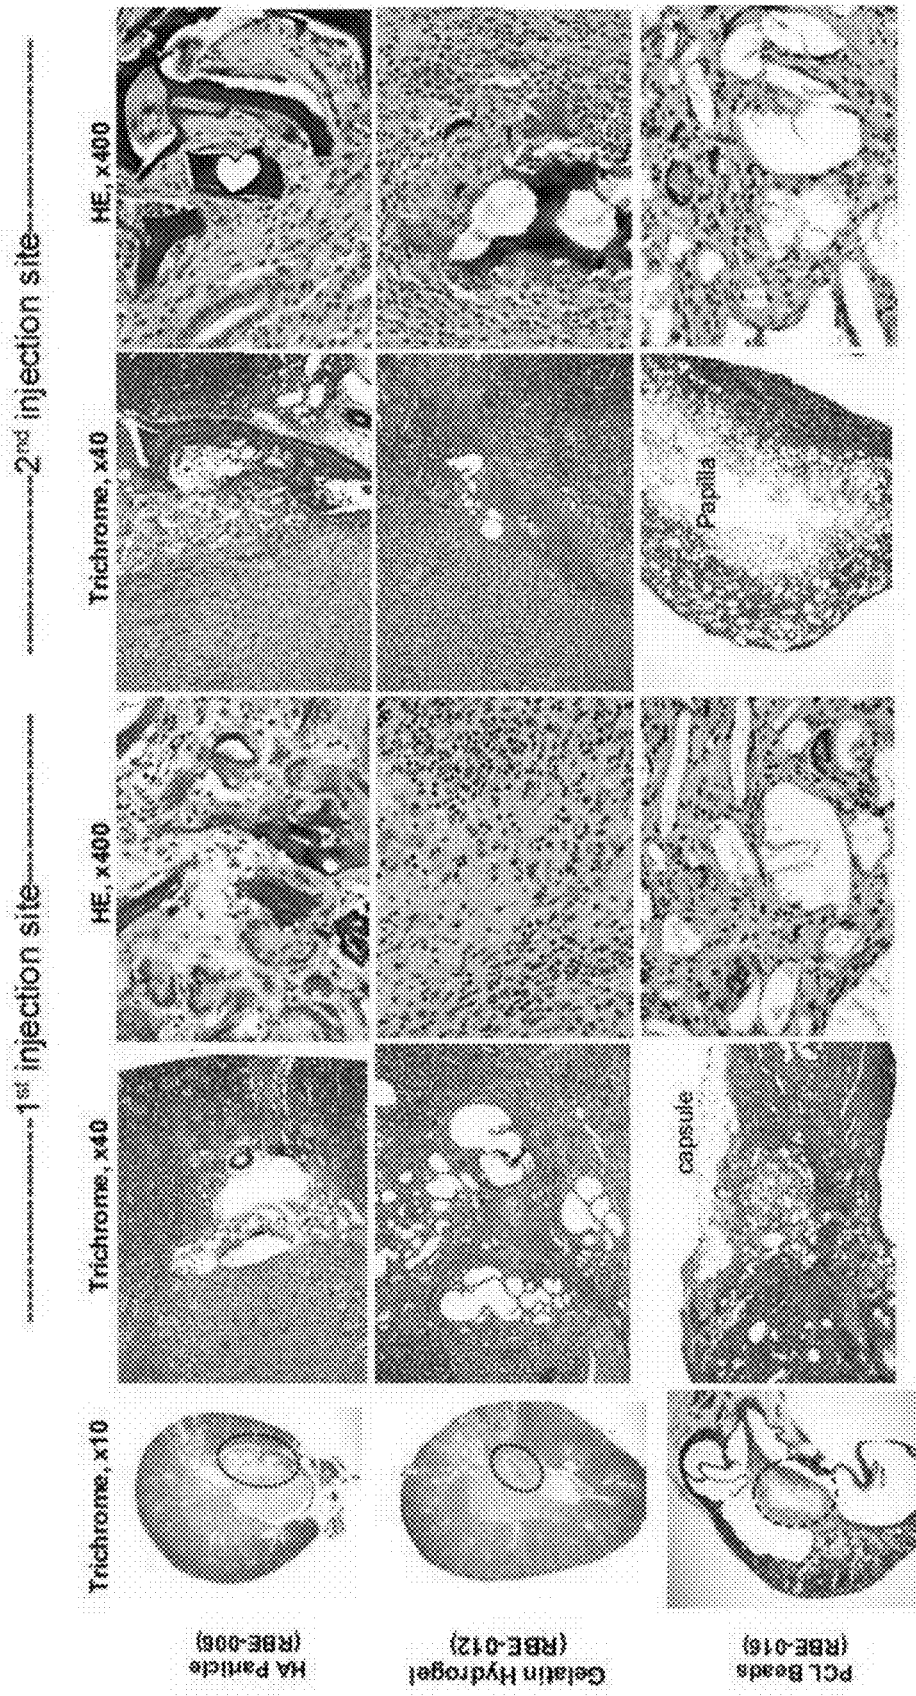 -----------1st injection site-----------
-----------2nd injection site-----------
Trichrome, x10
Trichrome, x40
HE, x400
Trichrome, x40
HE, x400
HA Particle
(RBE-006)
Gelatin Hydrogel
(RBE-012)
PCL Beads
(RBE-016)
capsule
Papilla